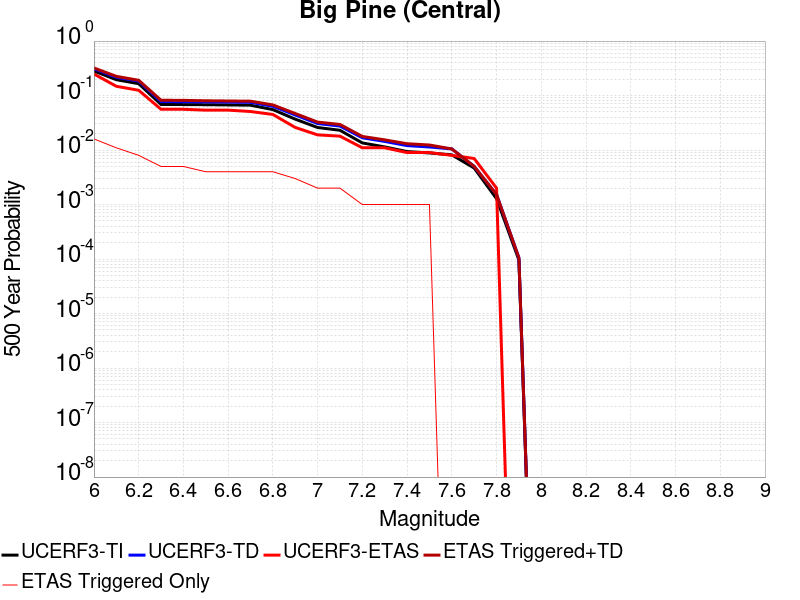 Big Pine (Central)
10^0
10^-1
10^-2
10^-3
10^-4
10^-5
10^-6
10^-7
10^-8
500 Year Probability
6 6.2 6.4 6.6 6.8 7 7.2 7.4 7.6 7.8 8 8.2 8.4 8.6 8.8 9
Magnitude
UCERF3-TI UCERF3-TD UCERF3-ETAS ETAS Triggered+TD
ETAS Triggered Only